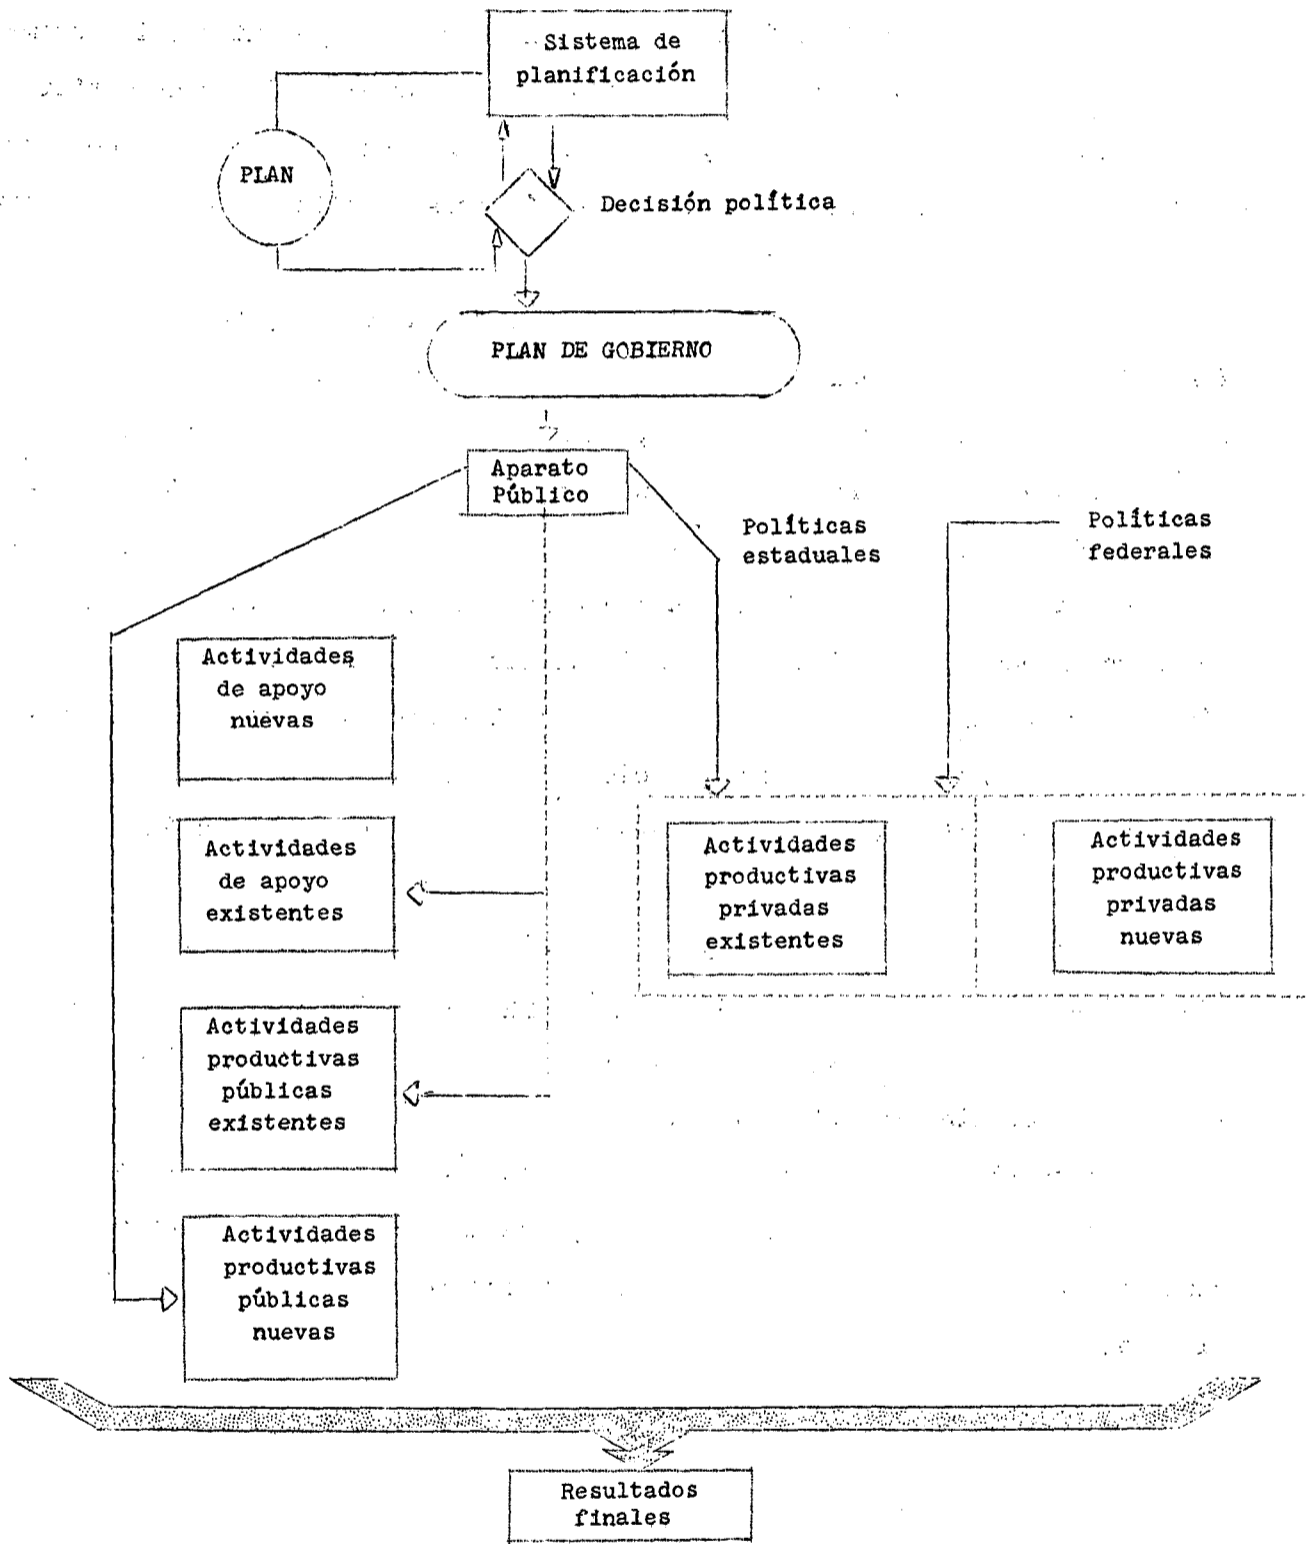 Sistema de
planificación
PLAN
Decisión política
PLAN DE GOBIERNO
Aparato
Público
Políticas
estaduales
Políticas
federales
Actividades
de apoyo
nuevas
Actividades
de apoyo
existentes
Actividades
productivas
privadas
existentes
Actividades
productivas
privadas
nuevas
Actividades
productivas
públicas
existentes
Actividades
productivas
públicas
nuevas
Resultados
finales